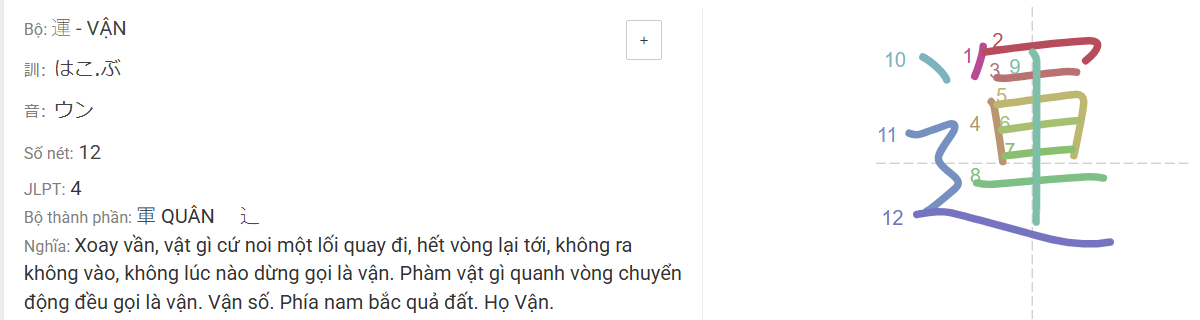 Bộ: 運 - VẬN
+
訓: はこ.ぶ
音: ウン
Số nét: 12
JLPT: 4
Bộ thành phần: 軍 QUÂN ⻌
Nghĩa: Xoay vần, vật gì cứ noi một lối quay đi, hết vòng lại tới, không ra
không vào, không lúc nào dừng gọi là vận. Phàm vật gì quanh vòng chuyển
động đều gọi là vận. Vận số. Phía nam bắc quả đất. Họ Vận.
運
1
2
3
4
5
6
7
8
9
10
11
12